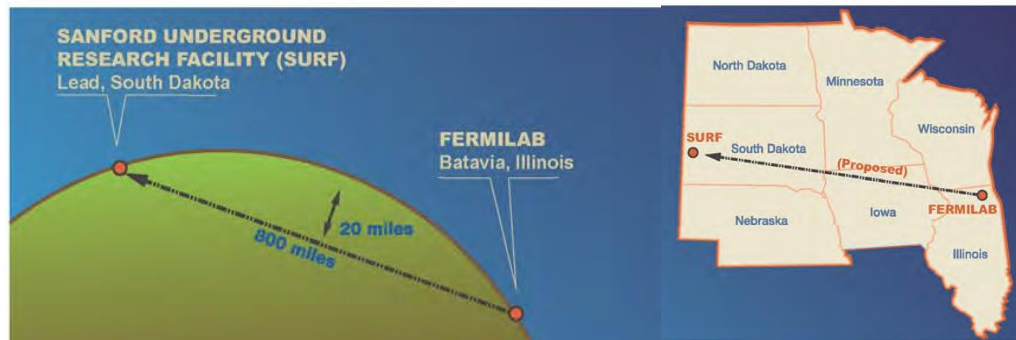 SANFORD UNDERGROUND
RESEARCH FACILITY (SURF)
Lead, South Dakota
FERMILAB
Batavia, Illinois
20 miles
800 miles
North Dakota
Minnesota
Wisconsin
SURF
South Dakota
(Proposed)
FERMILAB
Nebraska
Iowa
Illinois